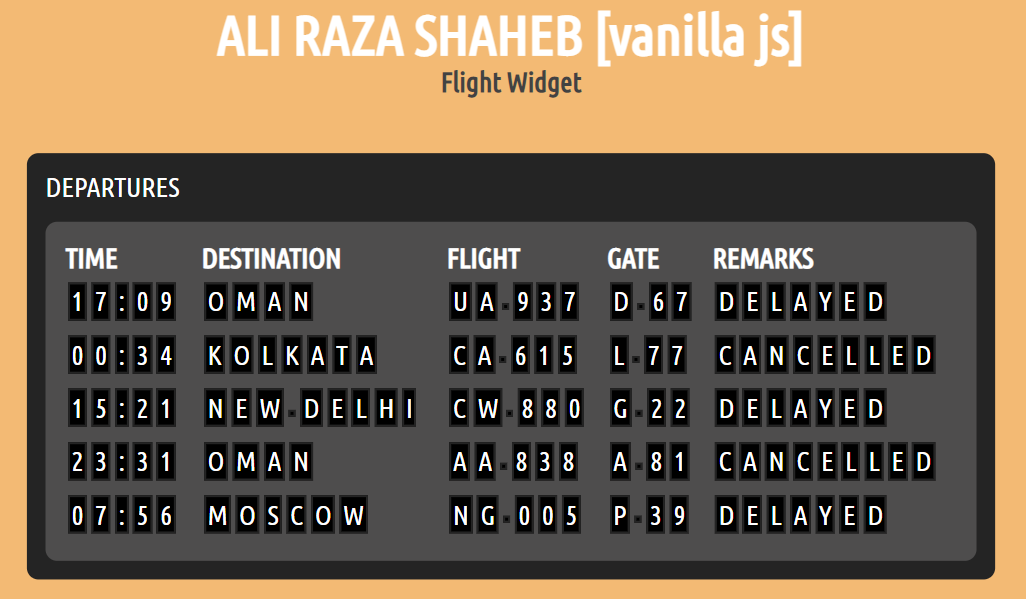 ALI RAZA SHAHEB [vanilla js]
Flight Widget
DEPARTURES
TIME DESTINATION FLIGHT GATE REMARKS
17:09 OMAN UA 937 D 67 DELAYED
00:34 KOLKATA CA 615 L 77 CANCELLED
15:21 NEW DELHI CW 880 G 22 DELAYED
23:31 OMAN AA 838 A 81 CANCELLED
07:56 MOSCOW NG 005 P 39 DELAYED